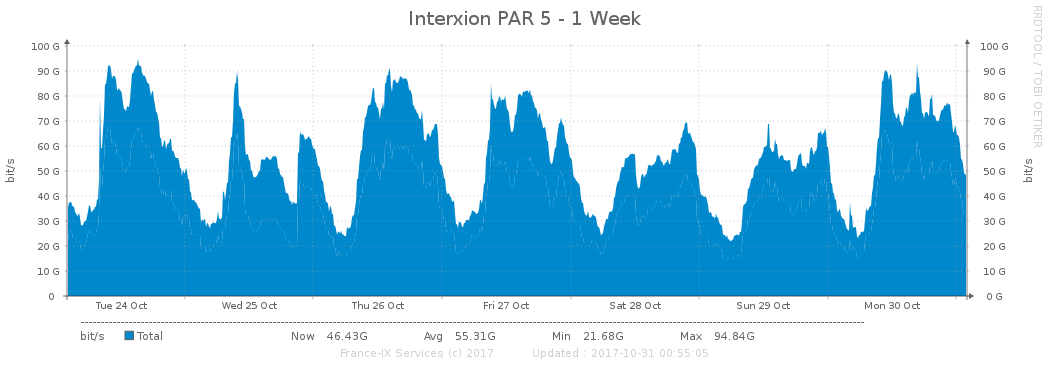 Interxion PAR 5 - 1 Week
RRDTOOL / TOBI OETIKER
100 G 100 G
90 G 90 G
80 G 80 G
70 G 70 G
60 G 60 G
50 G 50 G
40 G 40 G
30 G 30 G
20 G 20 G
10 G 10 G
0 0 G
bit/s bit/s
Tue 24 Oct Wed 25 Oct Thu 26 Oct Fri 27 Oct Sat 28 Oct Sun 29 Oct Mon 30 Oct
bit/s Total Now 46.43G Avg 55.31G Min 21.68G Max 94.84G
France-IX Services (c) 2017 Updated : 2017-10-31 00:55:05